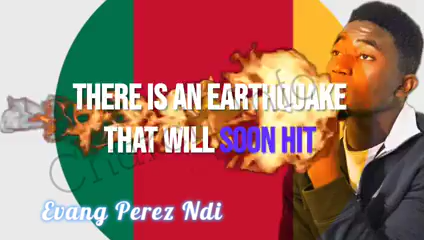 THERE IS AN EARTHQUAKE
THAT WILL SOON HIT
Evang Perez Ndi